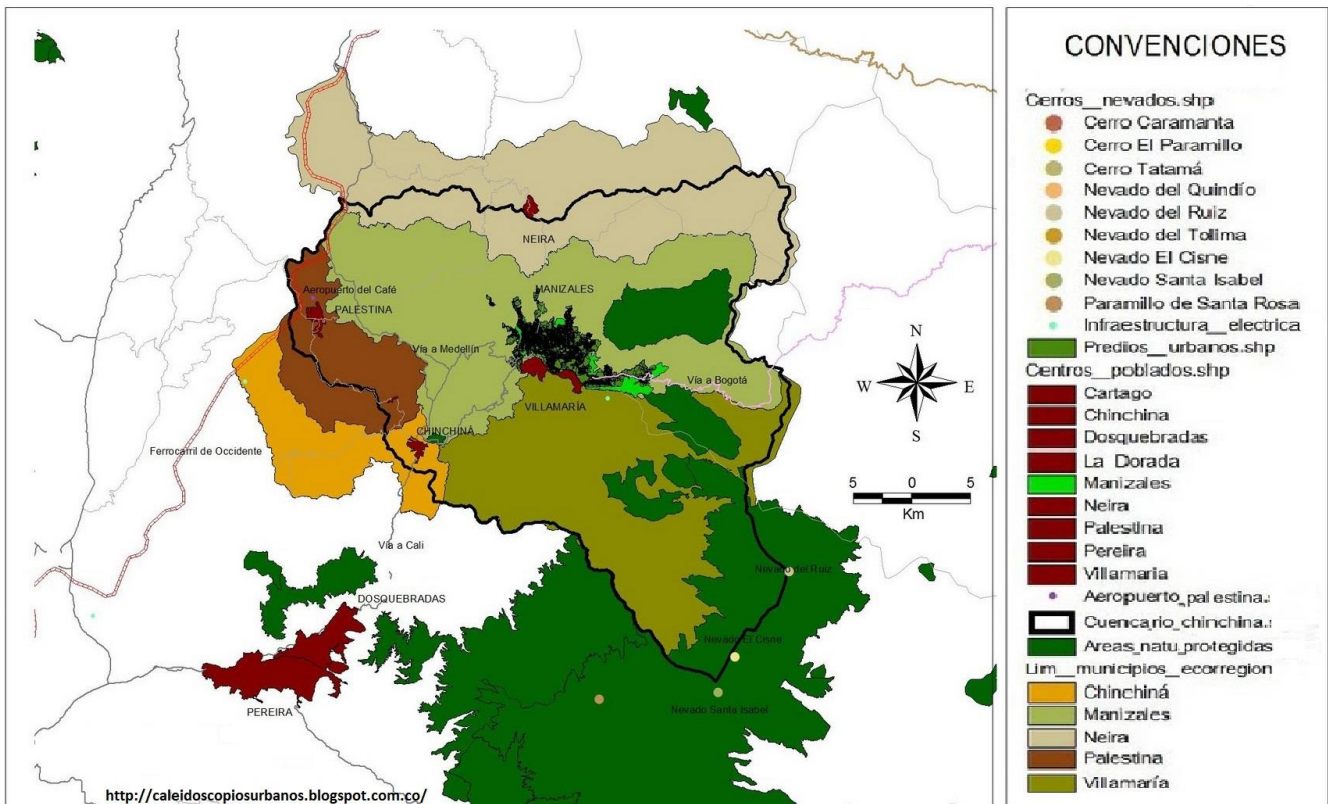 NEIRA
MANIZALES
Aeropuerto del Café
PALESTINA
Vía a Medellín
Vía a Bogotá
VILLAMARÍA
CHINCHINÁ
Ferrocarril de Occidente
Vía a Cali
DOSQUEBRADAS
PEREIRA
Nevado del Ruiz
Nevado El Cisne
Nevado Santa Isabel
N
W E
S
5 0 5
Km
http://caleidoscopiosurbanos.blogspot.com.co/
CONVENCIONES
Cerros_nevados.shp
Cerro Caramanta
Cerro El Paramillo
Cerro Tatamá
Nevado del Quindío
Nevado del Ruiz
Nevado del Tolima
Nevado El Cisne
Nevado Santa Isabel
Paramillo de Santa Rosa
Infraestructura_electrica
Predios_urbanos.shp
Centros_poblados.shp
Cartago
Chinchina
Dosquebradas
La Dorada
Manizales
Neira
Palestina
Pereira
Villamaria
Aeropuerto_palestina.s
Cuencario_chinchina.s
Areas_natu_protegidas
Lim_municipios_ecorregion
Chinchiná
Manizales
Neira
Palestina
Villamaría